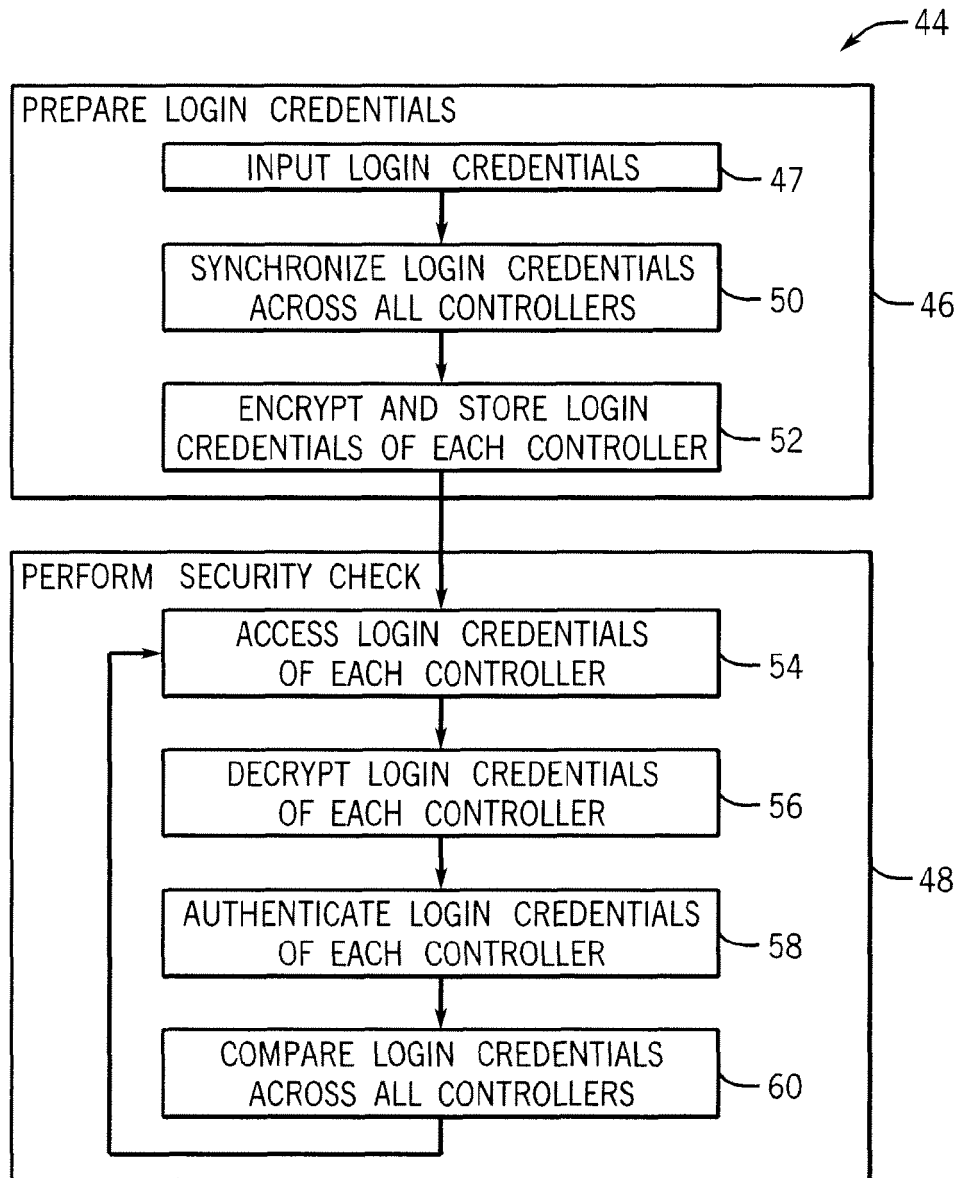 44
PREPARE LOGIN CREDENTIALS
INPUT LOGIN CREDENTIALS
47
SYNCHRONIZE LOGIN CREDENTIALS
ACROSS ALL CONTROLLERS
50
46
ENCRYPT AND STORE LOGIN
CREDENTIALS OF EACH CONTROLLER
52
PERFORM SECURITY CHECK
ACCESS LOGIN CREDENTIALS
OF EACH CONTROLLER
54
DECRYPT LOGIN CREDENTIALS
OF EACH CONTROLLER
56
48
AUTHENTICATE LOGIN CREDENTIALS
OF EACH CONTROLLER
58
COMPARE LOGIN CREDENTIALS
ACROSS ALL CONTROLLERS
60